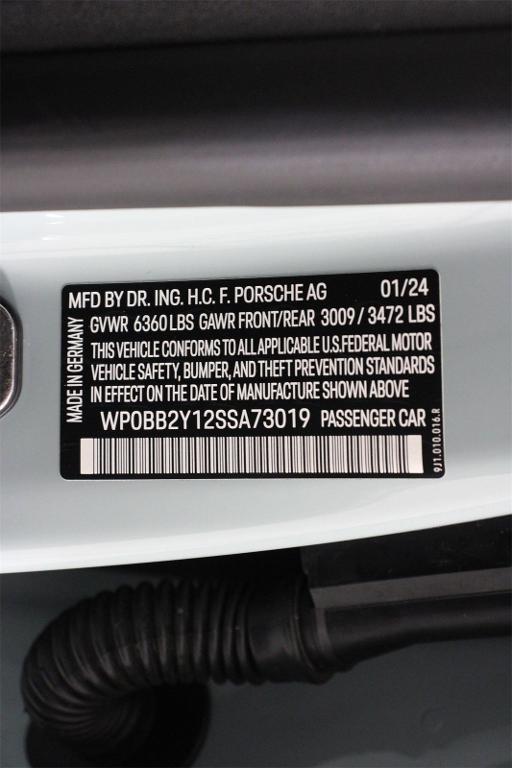 MFD BY DR. ING. H.C. F. PORSCHE AG 01/24
GVWR 6360 LBS GAWR FRONT/REAR 3009 / 3472 LBS
THIS VEHICLE CONFORMS TO ALL APPLICABLE U.S.FEDERAL MOTOR
VEHICLE SAFETY, BUMPER, AND THEFT PREVENTION STANDARDS
IN EFFECT ON THE DATE OF MANUFACTURE SHOWN ABOVE
WP0BB2Y12SSA73019 PASSENGER CAR
MADE IN GERMANY
9J1.010.016.R